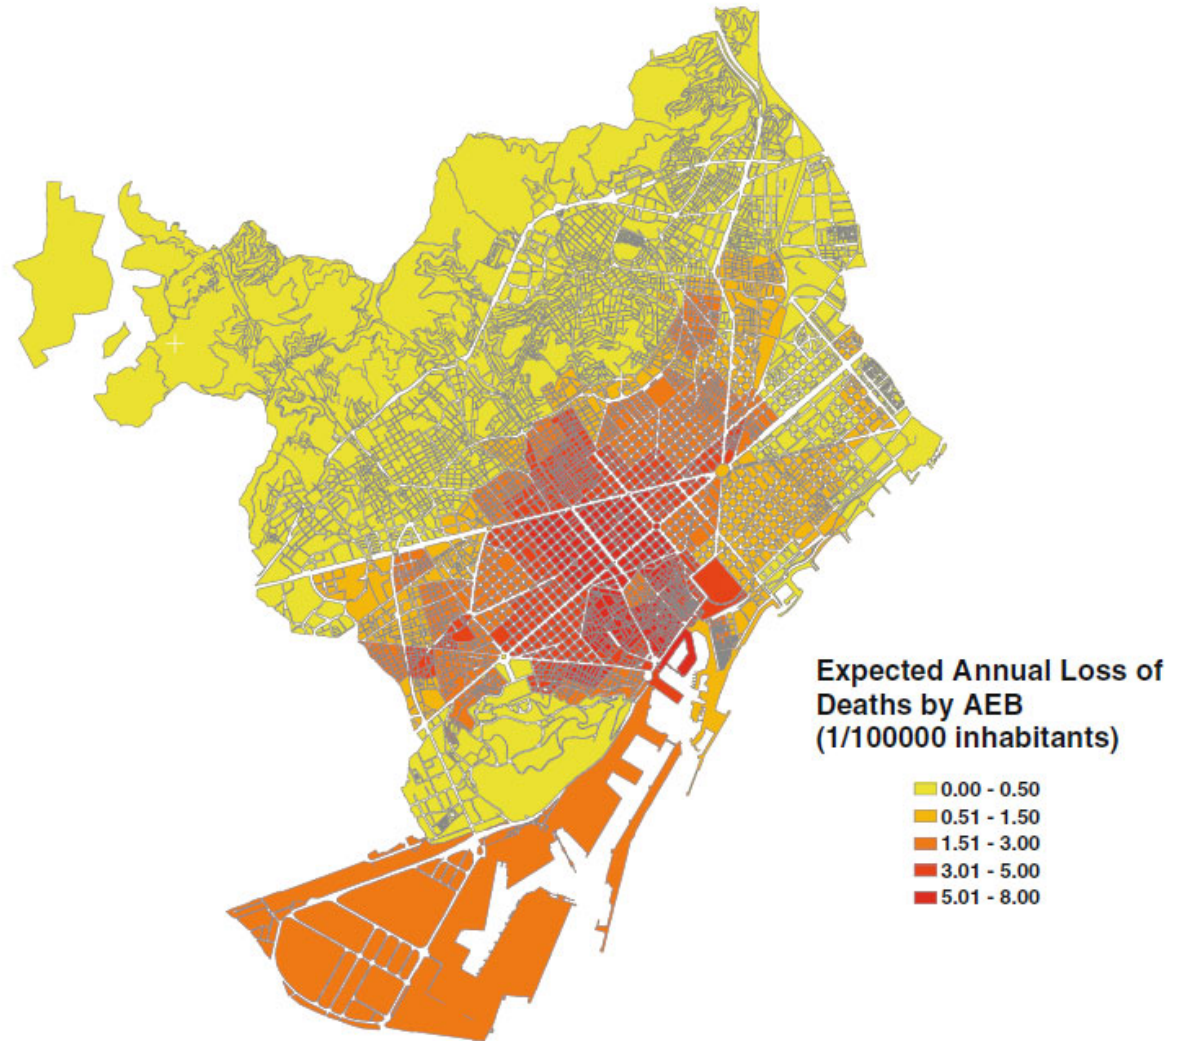 Expected Annual Loss of
Deaths by AEB
(1/100000 inhabitants)
0.00 - 0.50
0.51 - 1.50
1.51 - 3.00
3.01 - 5.00
5.01 - 8.00